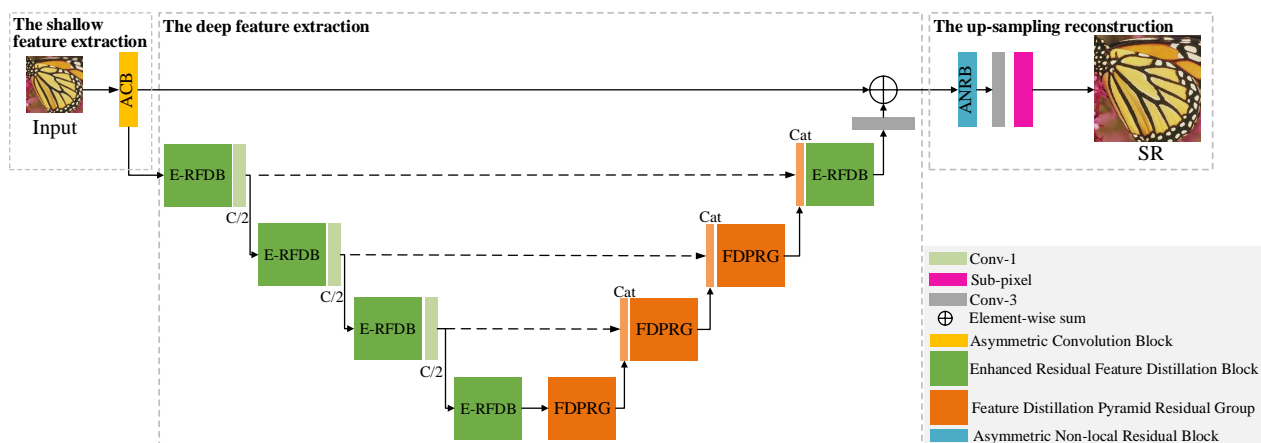 The shallow
feature extraction
Input
ACB
The deep feature extraction
E-RFDB
C/2
E-RFDB
C/2
E-RFDB
C/2
E-RFDB
FDPRG
Cat
FDPRG
Cat
FDPRG
Cat
E-RFDB
The up-sampling reconstruction
ANRB
SR
Conv-1
Sub-pixel
Conv-3
Element-wise sum
Asymmetric Convolution Block
Enhanced Residual Feature Distillation Block
Feature Distillation Pyramid Residual Group
Asymmetric Non-local Residual Block